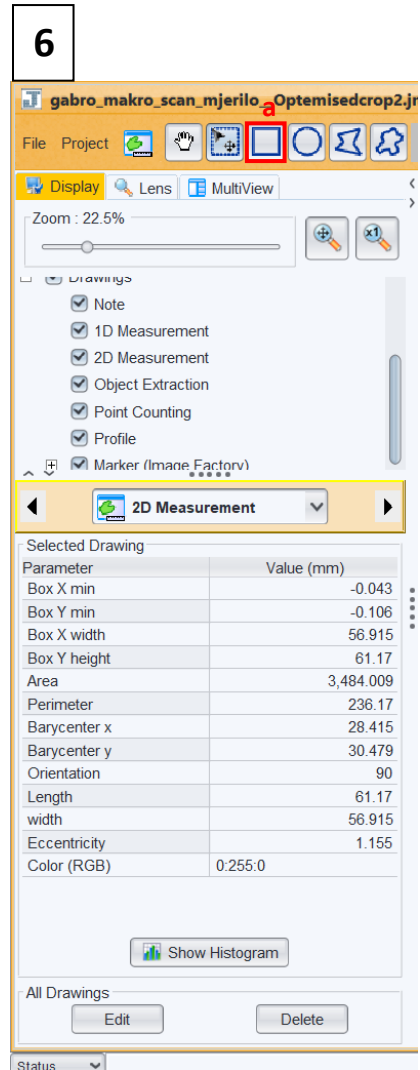 6
gabro_makro_scan_mjerilo_Optemisedcrop2.jr
a
File Project
Display Lens MultiView
Zoom : 22.5%
x1
Drawings
Note
1D Measurement
2D Measurement
Object Extraction
Point Counting
Profile
Marker (Image Factory)
2D Measurement
Selected Drawing
Parameter Value (mm)
Box X min -0.043
Box Y min -0.106
Box X width 56.915
Box Y height 61.17
Area 3,484.009
Perimeter 236.17
Barycenter x 28.415
Barycenter y 30.479
Orientation 90
Length 61.17
width 56.915
Eccentricity 1.155
Color (RGB) 0:255:0
Show Histogram
All Drawings
Edit Delete
Status